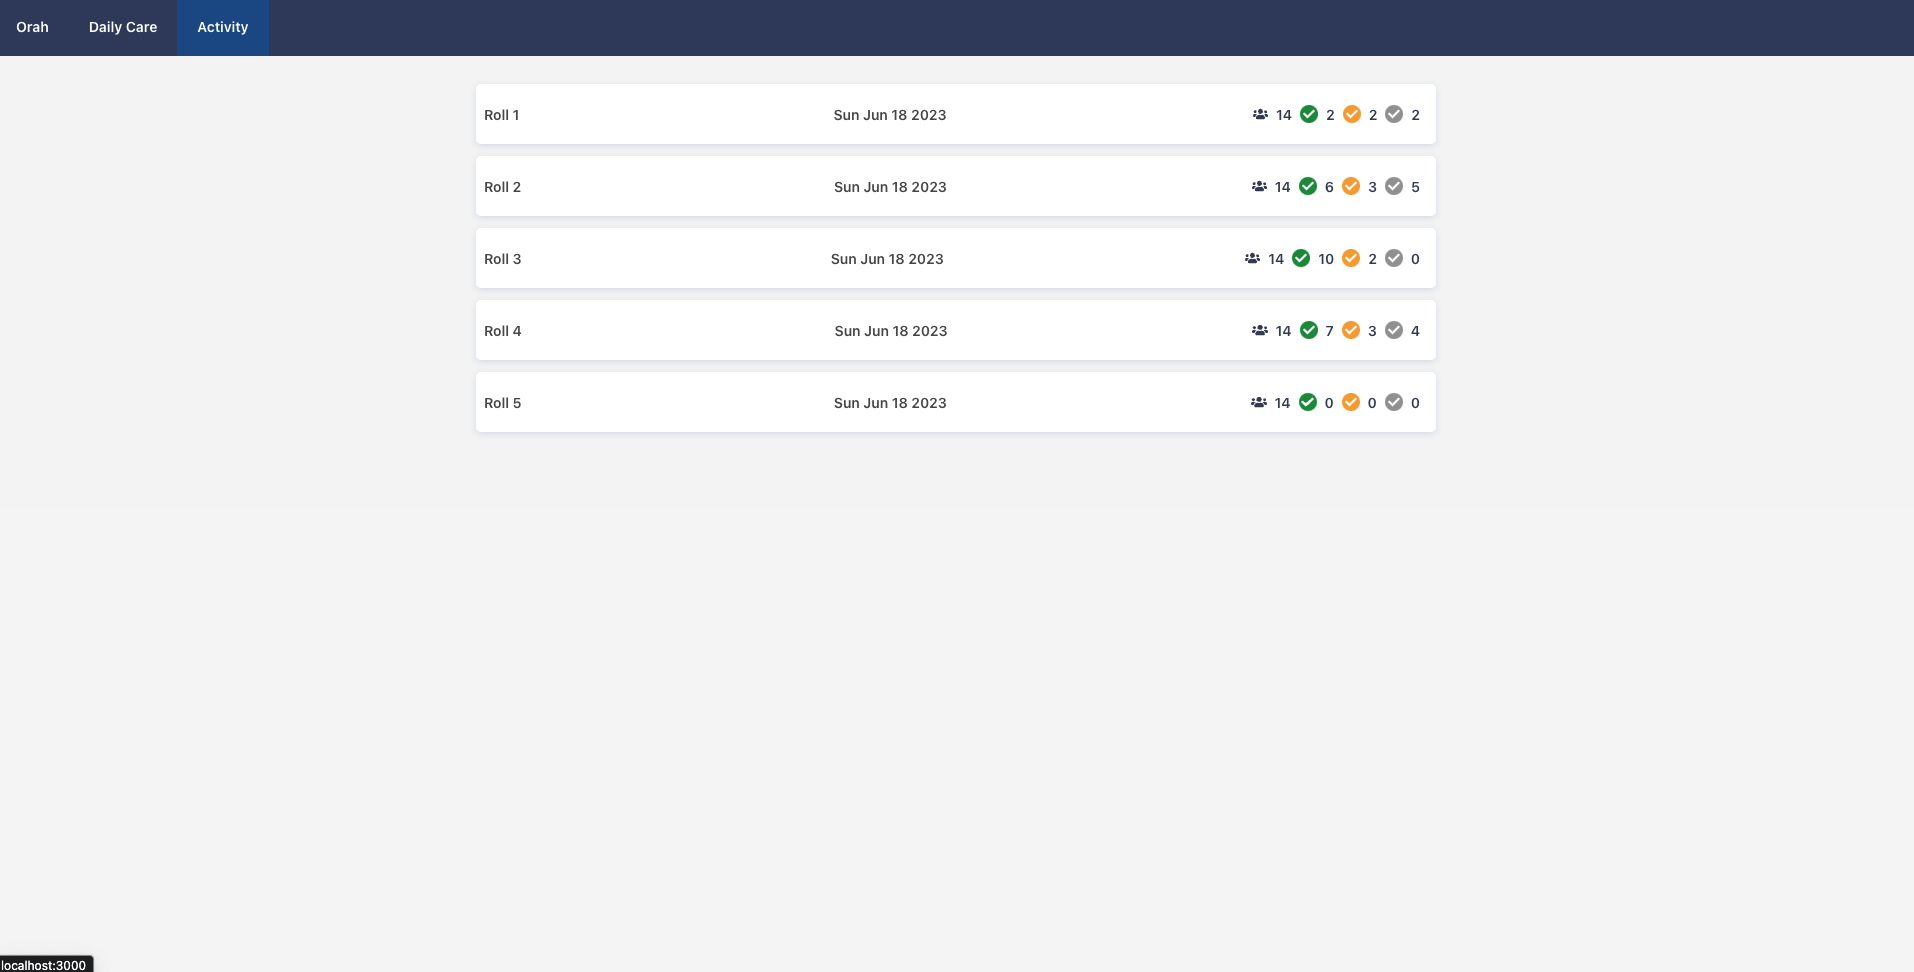 Orah Daily Care Activity
Roll 1 Sun Jun 18 2023 14 2 2 2
Roll 2 Sun Jun 18 2023 14 6 3 5
Roll 3 Sun Jun 18 2023 14 10 2 0
Roll 4 Sun Jun 18 2023 14 7 3 4
Roll 5 Sun Jun 18 2023 14 0 0 0
localhost:3000